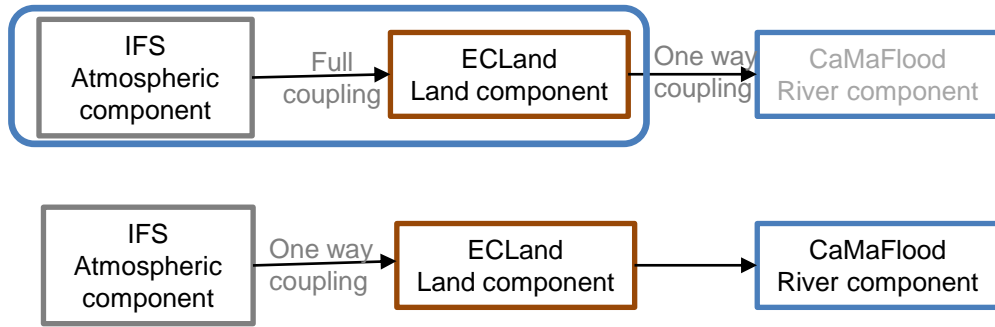 IFS
Atmospheric
component
Full
coupling
ECLand
Land component
One way
coupling
CaMaFlood
River component
IFS
Atmospheric
component
One way
coupling
ECLand
Land component
CaMaFlood
River component